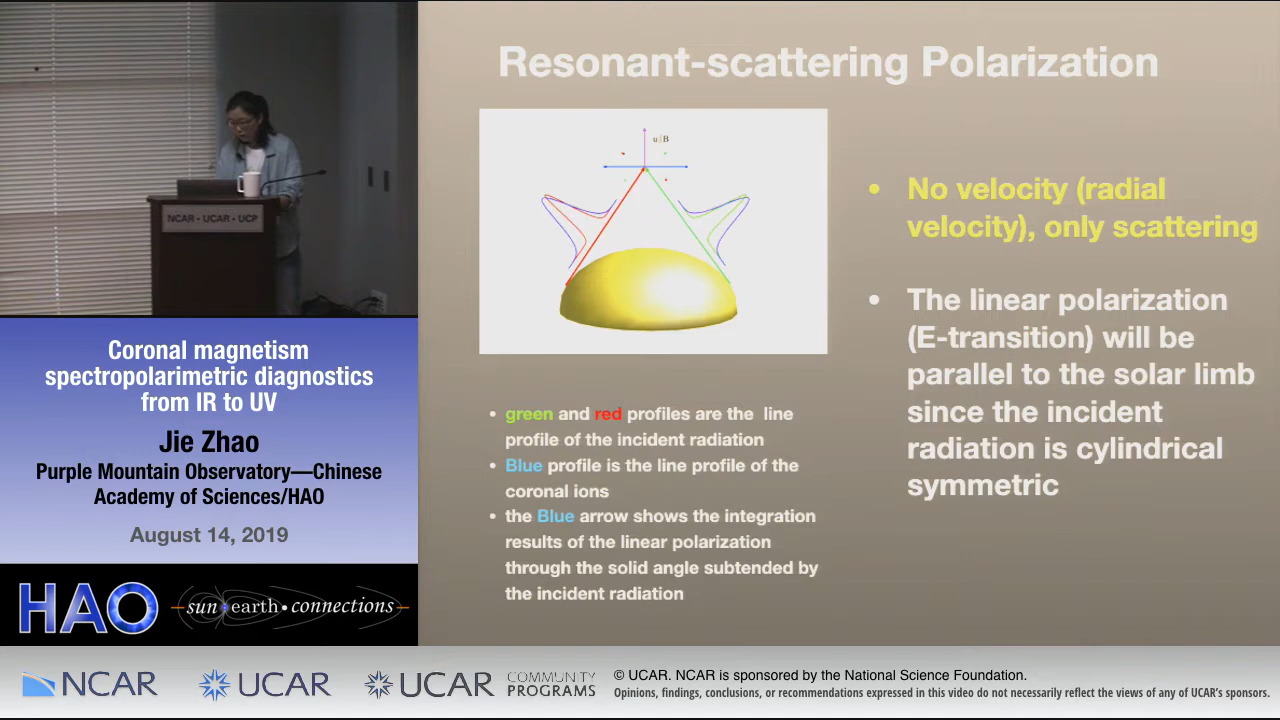 Resonant-scattering Polarization
NCAR - UCAR - UCP
No velocity (radial
velocity), only scattering
The linear polarization
(E-transition) will be
parallel to the solar limb
since the incident
radiation is cylindrical
symmetric
• green and red profiles are the line
profile of the incident radiation
• Blue profile is the line profile of the
coronal ions
• the Blue arrow shows the integration
results of the linear polarization
through the solid angle subtended by
the incident radiation
Coronal magnetism
spectropolarimetric diagnostics
from IR to UV
Jie Zhao
Purple Mountain Observatory—Chinese
Academy of Sciences/HAO
August 14, 2019
HAO
sun•earth•connections
NCAR
UCAR
UCAR
COMMUNITY
PROGRAMS
© UCAR. NCAR is sponsored by the National Science Foundation.
Opinions, findings, conclusions, or recommendations expressed in this video do not necessarily reflect the views of any of UCAR's sponsors.